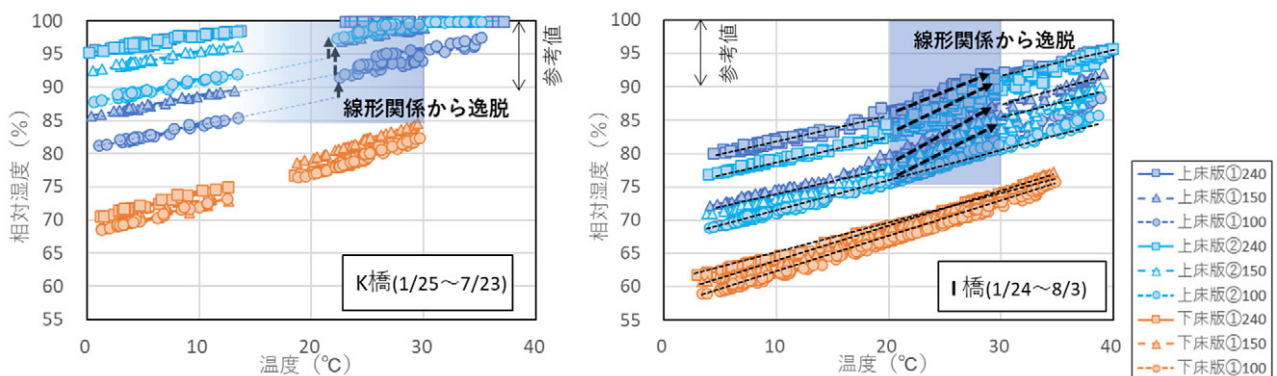 100
95
90
85
80
75
70
65
60
55
相対湿度（%）
0
10
20
30
40
温度（℃）
参考値
線形関係から逸脱
K橋(1/25～7/23)
100
95
90
85
80
75
70
65
60
55
相対湿度（%）
0
10
20
30
40
温度（℃）
参考値
線形関係から逸脱
I 橋(1/24～8/3)
上床版①240
上床版①150
上床版①100
上床版②240
上床版②150
上床版②100
下床版①240
下床版①150
下床版①100